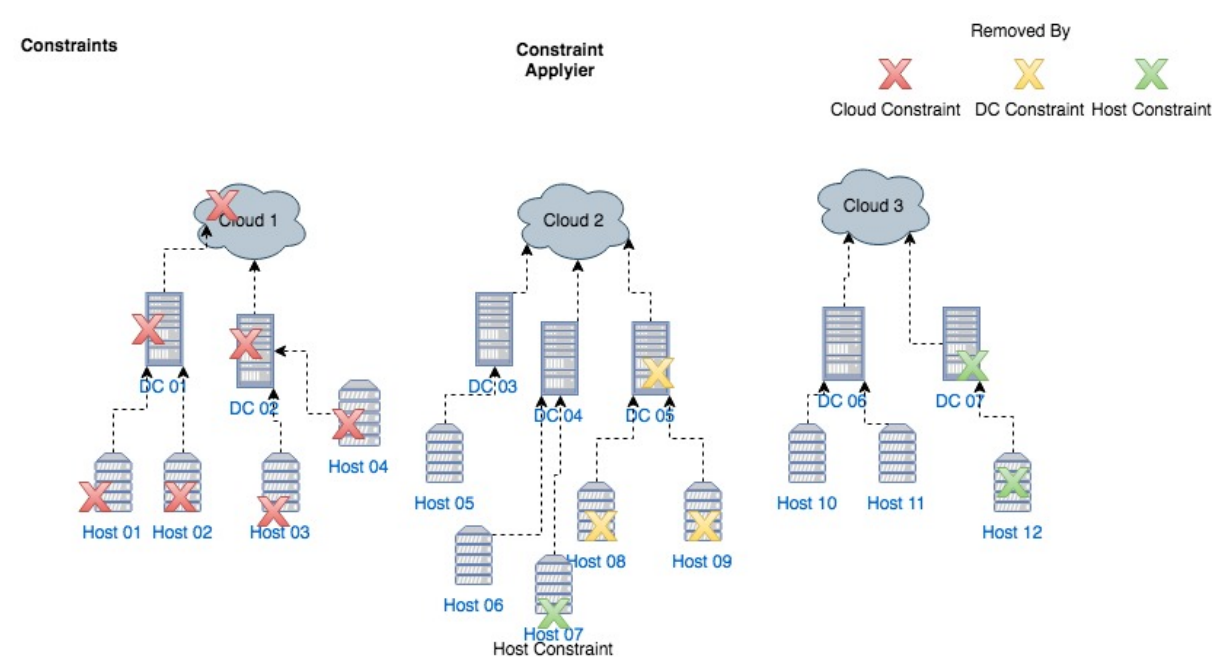 Constraints
Constraint
Applyier
Removed By
Cloud Constraint
DC Constraint
Host Constraint
Cloud 1
Cloud 2
Cloud 3
DC 01
DC 02
DC 03
DC 04
DC 05
DC 06
DC 07
Host 04
Host 01
Host 02
Host 03
Host 05
Host 06
Host 07
Host Constraint
Host 08
Host 09
Host 10
Host 11
Host 12